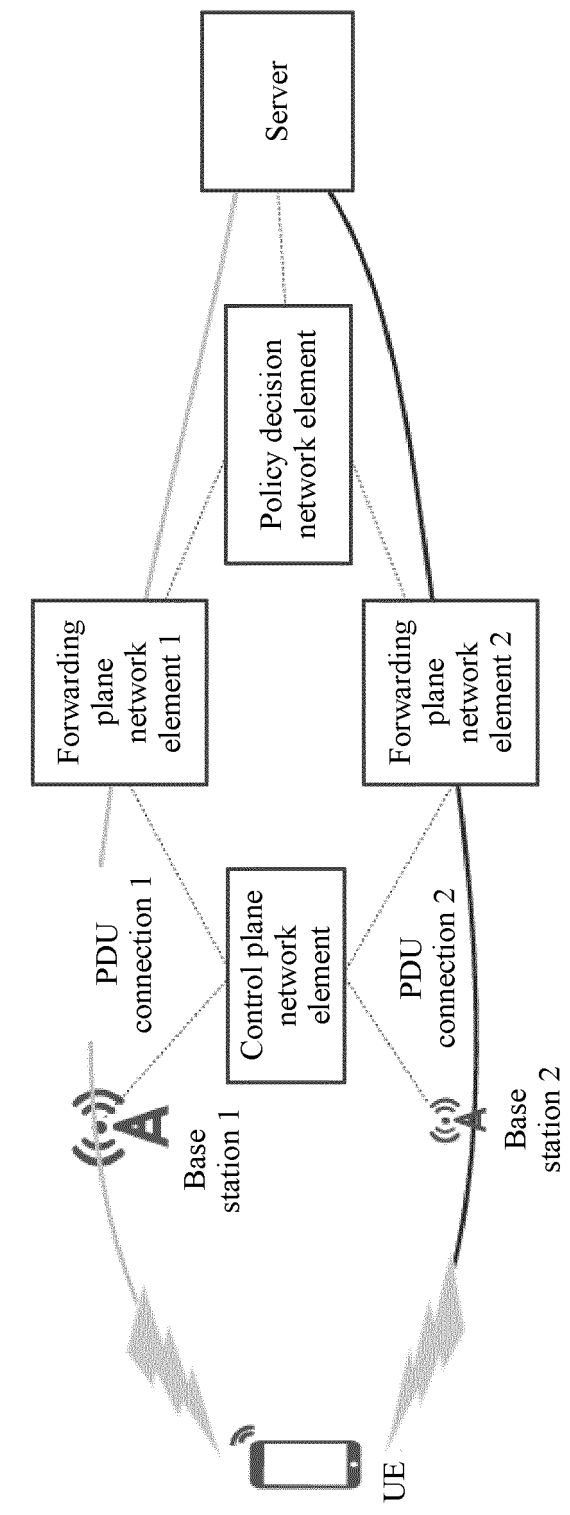 UE
Base
station 1
Base
station 2
PDU
connection 1
Control plane
network
element
PDU
connection 2
Forwarding
plane
network
element 1
Forwarding
plane
network
element 2
Policy decision
network element
Server